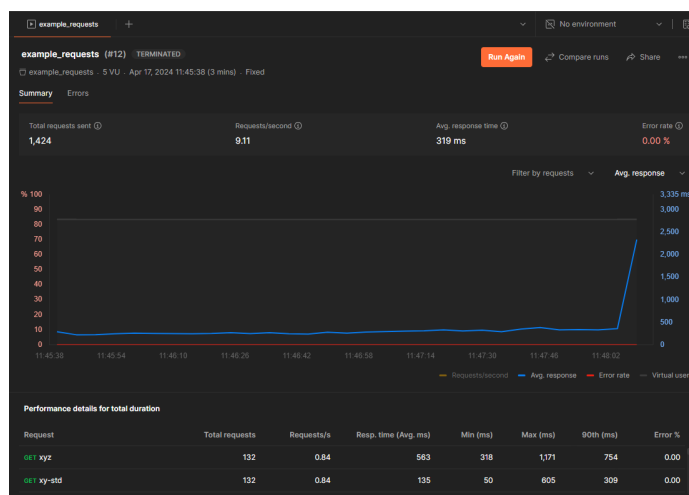 example_requests
No environment
example_requests (#12) TERMINATED
Run Again Compare runs Share
example_requests · 5 VU · Apr 17, 2024 11:45:38 (3 mins) · Fixed
Summary Errors
Total requests sent Requests/second Avg. response time Error rate
1,424 9.11 319 ms 0.00 %
Filter by requests Avg. response
% 100 3,335 ms
90 3,000
80 2,500
70
60 2,000
50 1,500
40
30 1,000
20 500
10
0 0
11:45:38 11:45:54 11:46:10 11:46:26 11:46:42 11:46:58 11:47:14 11:47:30 11:47:46 11:48:02
Requests/second Avg. response Error rate Virtual user
Performance details for total duration
Request Total requests Requests/s Resp. time (Avg. ms) Min (ms) Max (ms) 90th (ms) Error %
GET xyz 132 0.84 563 318 1,171 754 0.00
GET xy-std 132 0.84 135 50 605 309 0.00